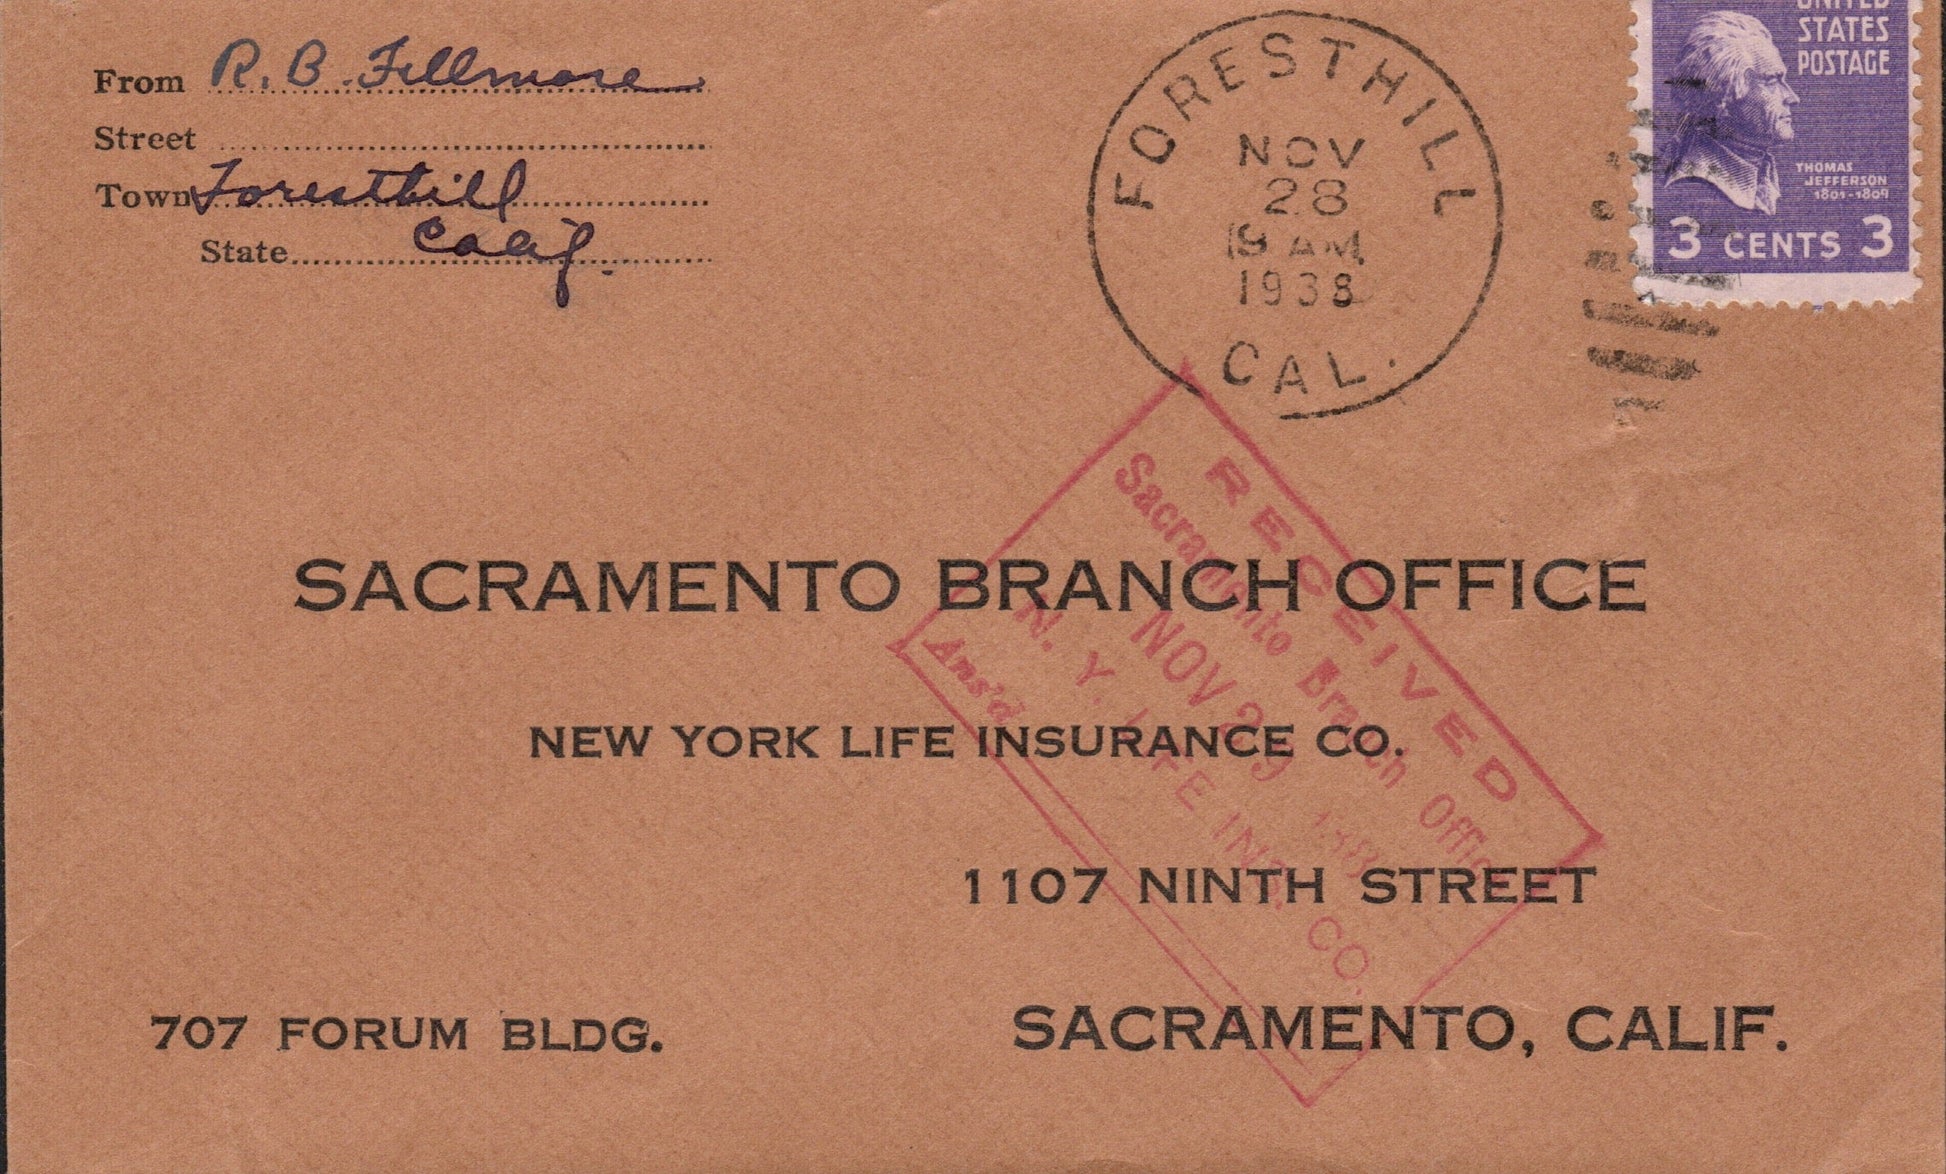 From R. B. Fillmore
Street
Town Foresthill
State Calif.
FORESTHILL
NOV
28
9 AM
1938
CAL.
UNITED
STATES
POSTAGE
THOMAS
JEFFERSON
1801-1809
3 CENTS 3
RECEIVED
Sacramento Branch Office
NOV 29 1938
N. Y. LIFE INS. CO.
Ans'd
SACRAMENTO BRANCH OFFICE
NEW YORK LIFE INSURANCE CO.
1107 NINTH STREET
707 FORUM BLDG.
SACRAMENTO, CALIF.